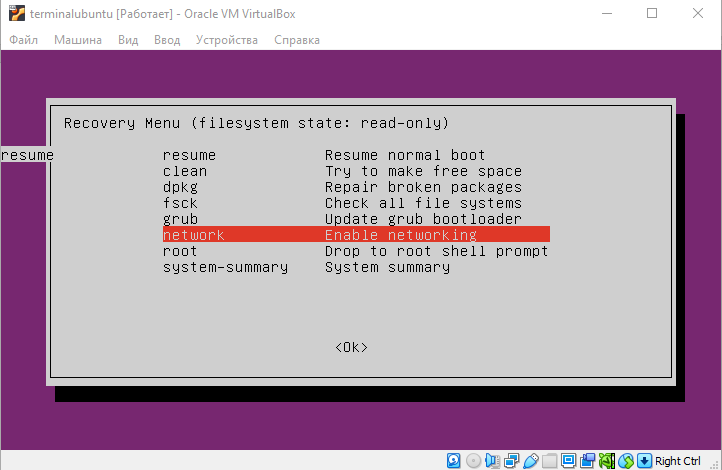 terminalubuntu [Работает] - Oracle VM VirtualBox
Файл Машина Вид Ввод Устройства Справка
Recovery Menu (filesystem state: read-only)
resume resume Resume normal boot
clean Try to make free space
dpkg Repair broken packages
fsck Check all file systems
grub Update grub bootloader
network Enable networking
root Drop to root shell prompt
system-summary System summary
<Ok>
Right Ctrl